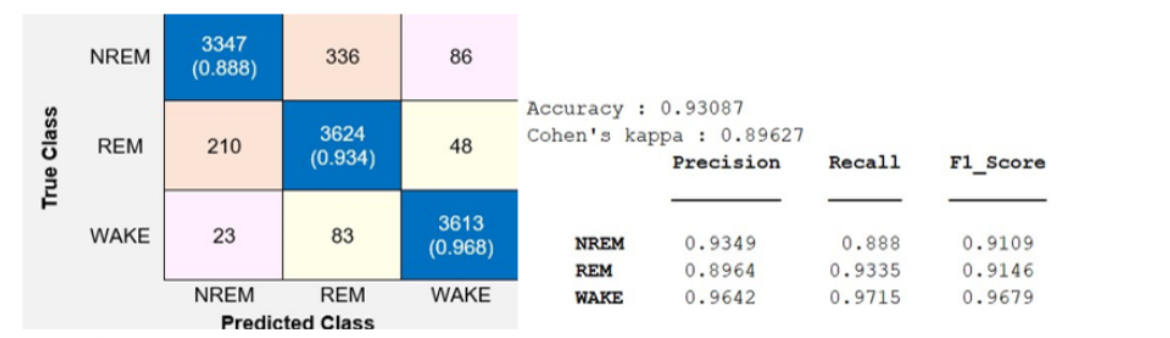 True Class
NREM 3347 336 86
(0.888)
REM 210 3624 48
(0.934)
WAKE 23 83 3613
(0.968)
NREM REM WAKE
Predicted Class
Accuracy : 0.93087
Cohen's kappa : 0.89627
Precision Recall F1_Score
NREM 0.9349 0.888 0.9109
REM 0.8964 0.9335 0.9146
WAKE 0.9642 0.9715 0.9679